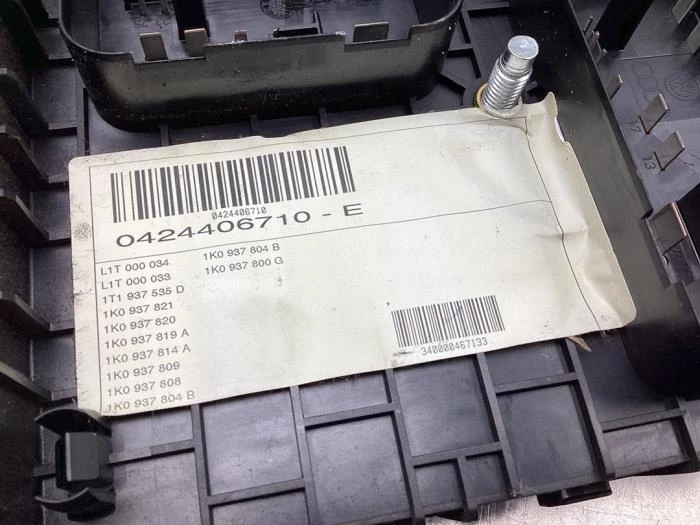 0424406710
0424406710 - E
L1T 000 034
L1T 000 033
1T1 937 535 D
1K0 937 821
1K0 937 820
1K0 937 819 A
1K0 937 814 A
1K0 937 809
1K0 937 808
1K0 937 804 B
1K0 937 804 B
1K0 937 800 G
340000467133